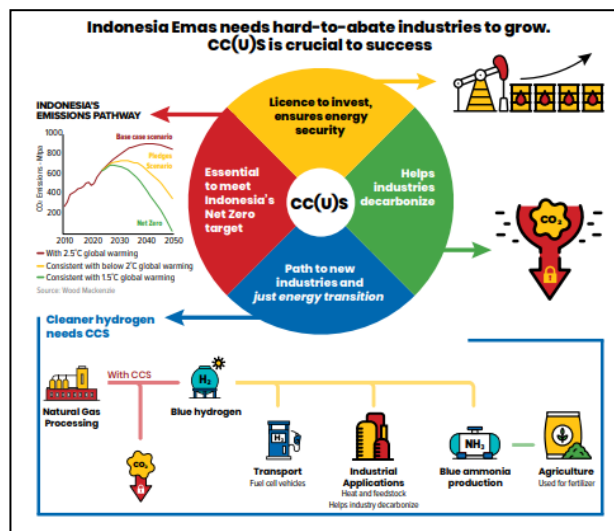 Indonesia Emas needs hard-to-abate industries to grow.
CC(U)S is crucial to success
INDONESIA'S
EMISSIONS PATHWAY
Base case scenario
Pledges
Scenario
Net Zero
CO₂ Emissions - Mtpa
1000
800
600
400
200
2010
2020
2030
2040
2050
With 2.5°C global warming
Consistent with below 2°C global warming
Consistent with 1.5°C global warming
Source: Wood Mackenzie
Licence to invest,
ensures energy
security
Essential
to meet
Indonesia's
Net Zero
target
CC(U)S
Helps
industries
decarbonize
Path to new
industries and
just energy transition
CO₂
Cleaner hydrogen
needs CCS
With CCS
Natural Gas
Processing
CO₂
H₂
Blue hydrogen
H₂
Transport
Fuel cell vehicles
Industrial
Applications
Heat and feedstock
Helps industry decarbonize
NH₃
Blue ammonia
production
Agriculture
Used for fertilizer